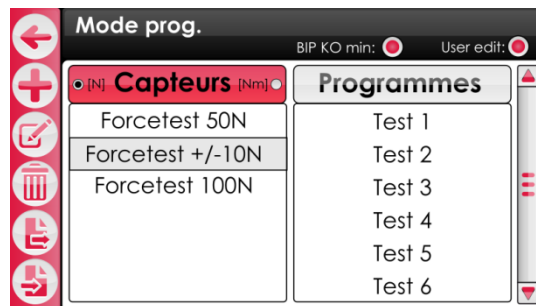 Mode prog.
BIP KO min: User edit:
[N] Capteurs [Nm]
Forcetest 50N
Forcetest +/-10N
Forcetest 100N
Programmes
Test 1
Test 2
Test 3
Test 4
Test 5
Test 6